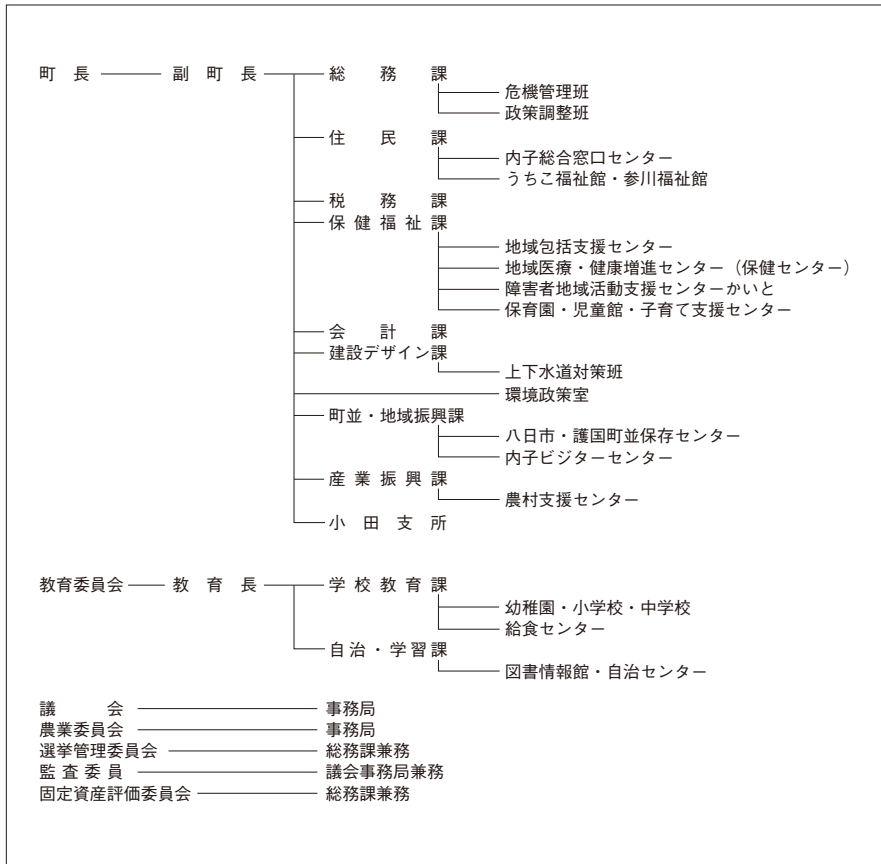 町長 副町長 総務課
危機管理班
政策調整班
住民課
内子総合窓口センター
うちこ福祉館・参川福祉館
税務課
保健福祉課
地域包括支援センター
地域医療・健康増進センター（保健センター）
障害者地域活動支援センターかいと
保育園・児童館・子育て支援センター
会計課
建設デザイン課
上下水道対策班
環境政策室
町並・地域振興課
八日市・護国町並保存センター
内子ビジターセンター
産業振興課
農村支援センター
小田支所
教育委員会 教育長 学校教育課
幼稚園・小学校・中学校
給食センター
自治・学習課
図書情報館・自治センター
議会 事務局
農業委員会 事務局
選挙管理委員会 総務課兼務
監査委員 議会事務局兼務
固定資産評価委員会 総務課兼務